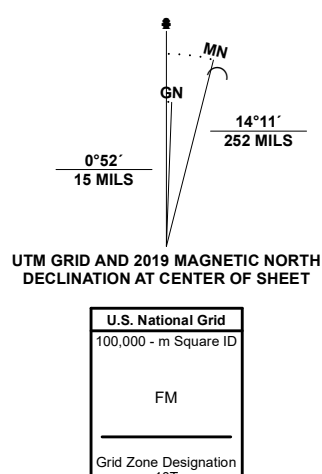 MN
GN
14°11´
252 MILS
0°52´
15 MILS
UTM GRID AND 2019 MAGNETIC NORTH
DECLINATION AT CENTER OF SHEET
U.S. National Grid
100,000 - m Square ID
FM
Grid Zone Designation